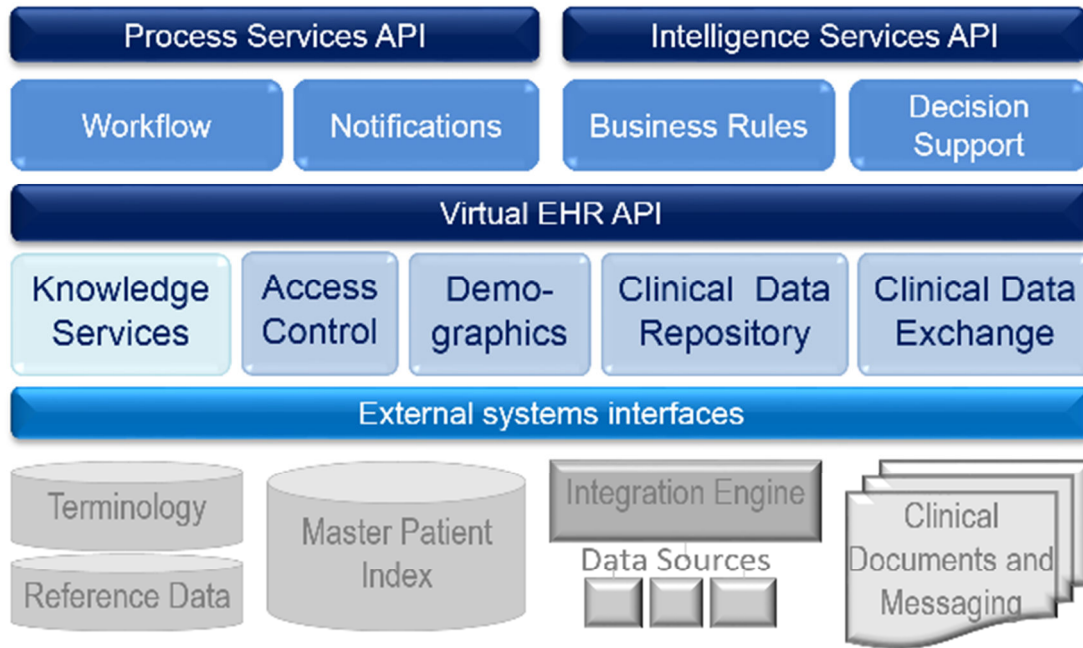 Process Services API
Intelligence Services API
Workflow
Notifications
Business Rules
Decision
Support
Virtual EHR API
Knowledge
Services
Access
Control
Demo-
graphics
Clinical Data
Repository
Clinical Data
Exchange
External systems interfaces
Terminology
Reference Data
Master Patient
Index
Integration Engine
Data Sources
Clinical
Documents and
Messaging